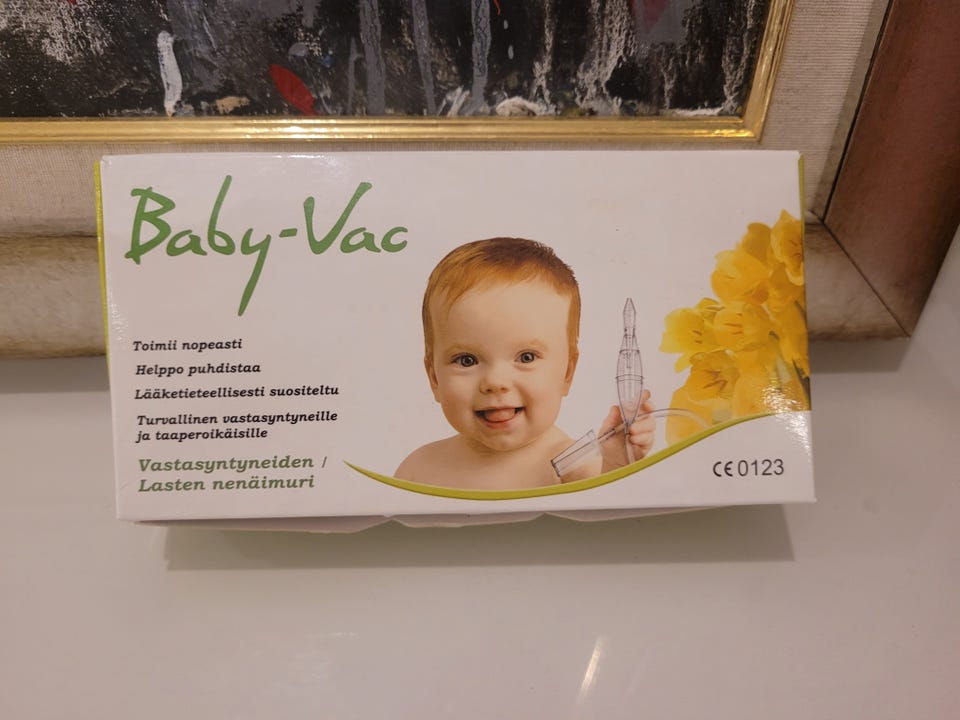 Baby-Vac
Toimii nopeasti
Helppo puhdistaa
Lääketieteellisesti suositeltu
Turvallinen vastasyntyneille
ja taaperoikäisille
Vastasyntyneiden /
Lasten nenäimuri
CE 0123